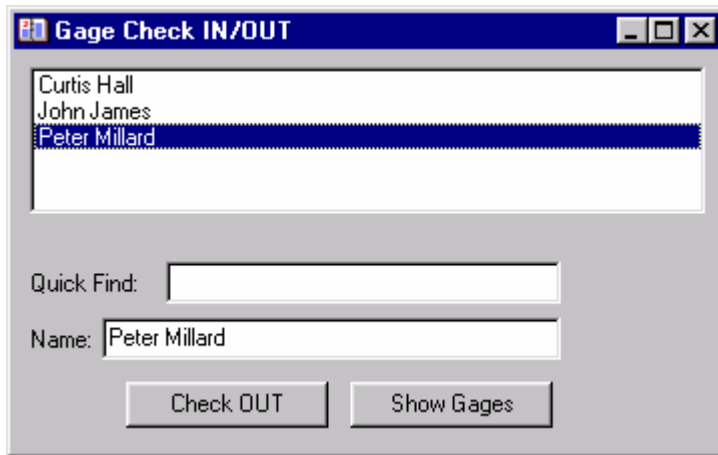 Gage Check IN/OUT
Curtis Hall
John James
Peter Millard
Quick Find:
Name: Peter Millard
Check OUT Show Gages